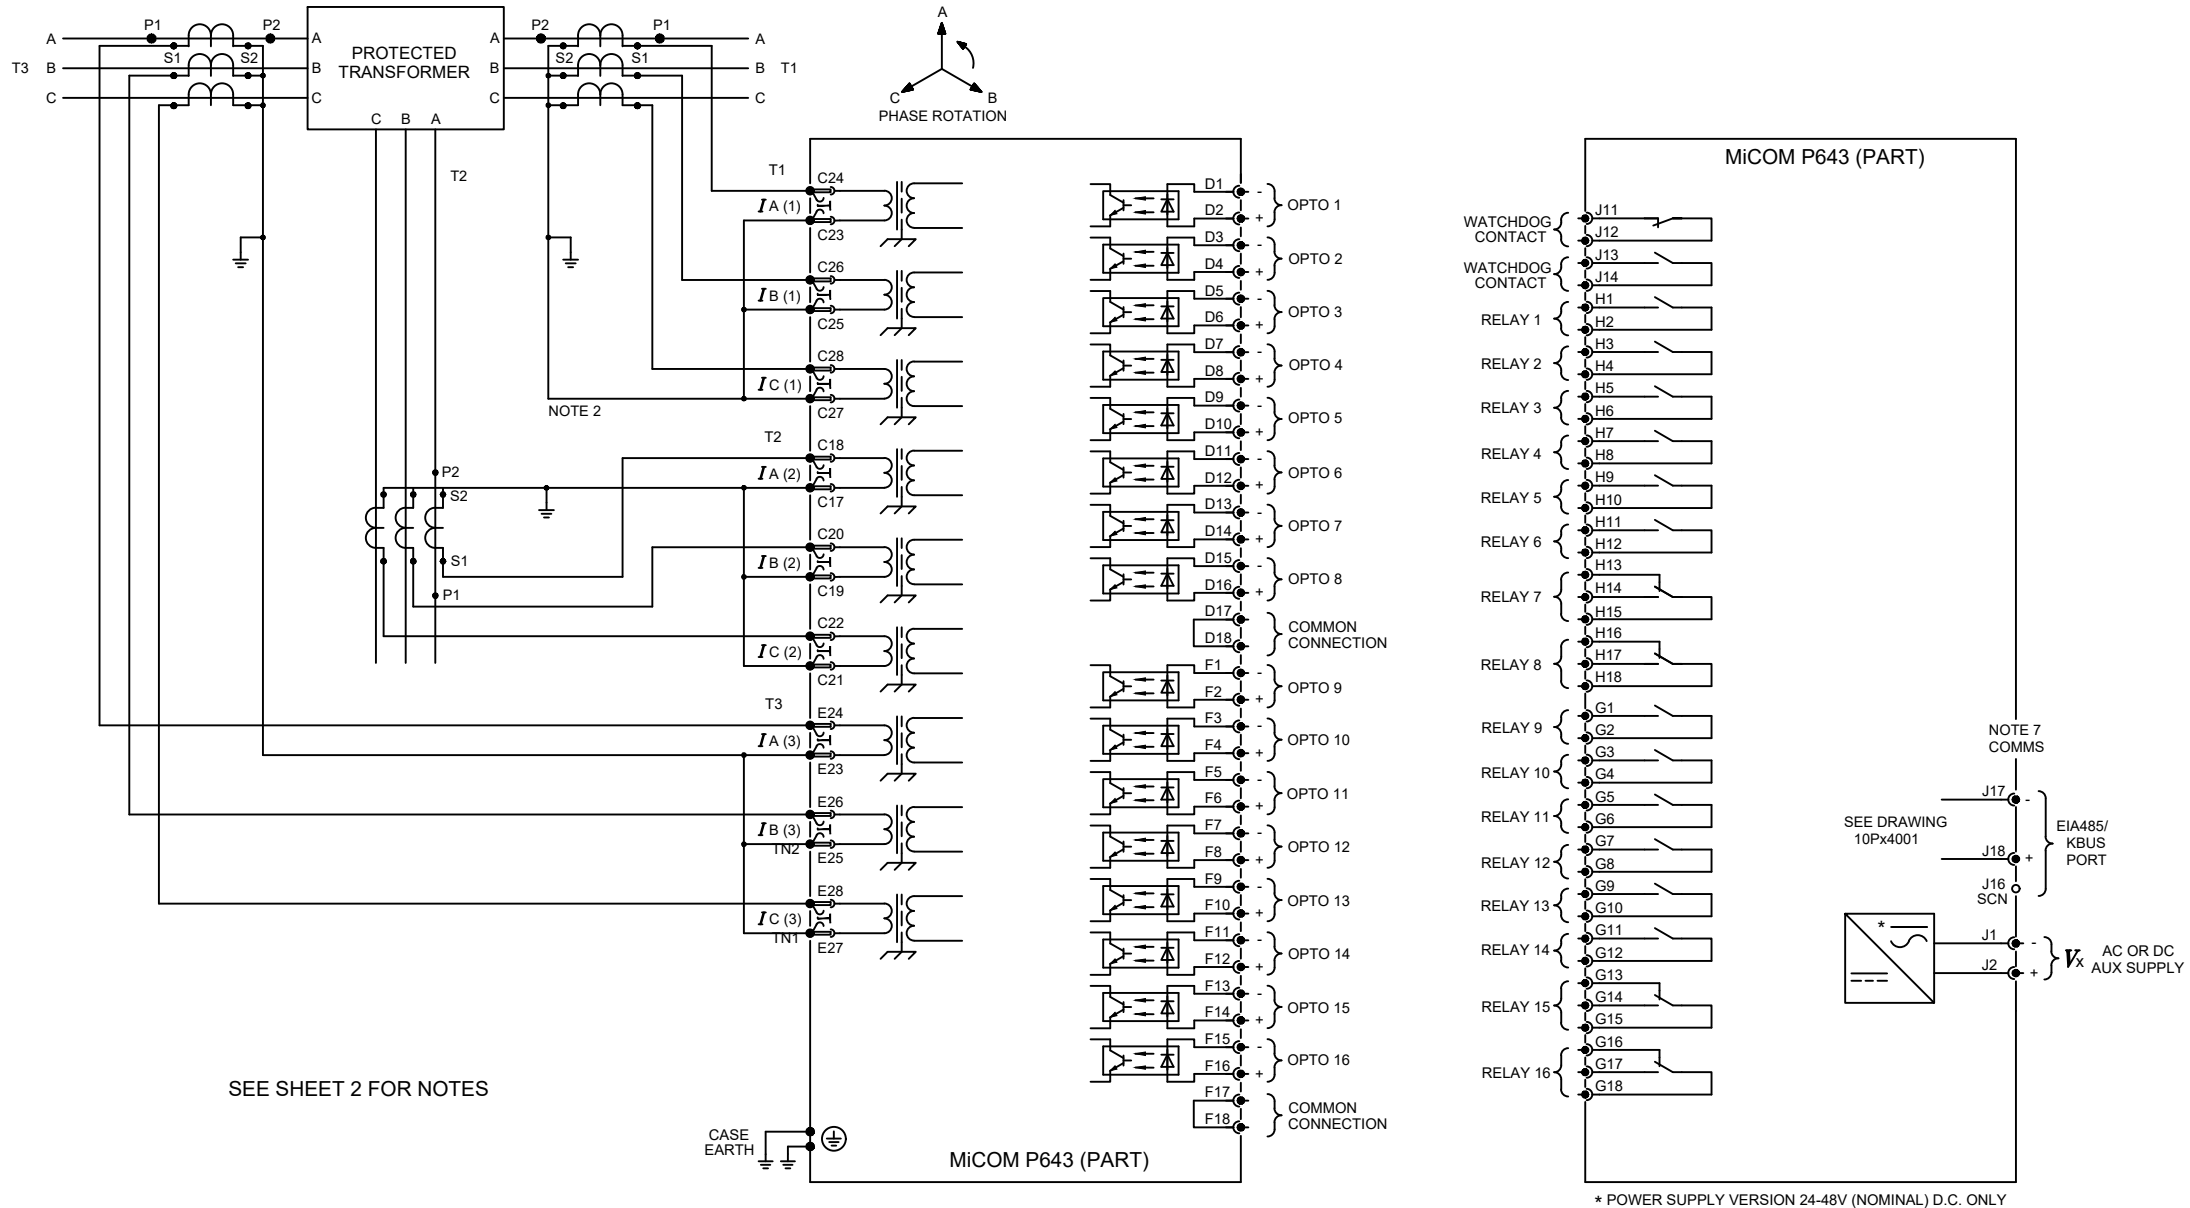 P1
P2
P2
P1
A
A
A
A
T3
B
B
B
B
T1
C
C
C
C
S1
S2
S2
S1
PROTECTED
TRANSFORMER
C
B
A
T2
A
C
B
PHASE ROTATION
T1
C24
I A (1)
C23
C26
I B (1)
C25
C28
I C (1)
C27
NOTE 2
T2
C18
I A (2)
C17
C20
I B (2)
C19
C22
I C (2)
C21
P2
S2
S1
P1
T3
E24
I A (3)
E23
E26
I B (3)
TN2
E25
E28
I C (3)
TN1
E27
SEE SHEET 2 FOR NOTES
CASE
EARTH
MiCOM P643 (PART)
D1 -
D2 +
OPTO 1
D3 -
D4 +
OPTO 2
D5 -
D6 +
OPTO 3
D7 -
D8 +
OPTO 4
D9 -
D10 +
OPTO 5
D11 -
D12 +
OPTO 6
D13 -
D14 +
OPTO 7
D15 -
D16 +
OPTO 8
D17
D18
COMMON
CONNECTION
F1 -
F2 +
OPTO 9
F3 -
F4 +
OPTO 10
F5 -
F6 +
OPTO 11
F7 -
F8 +
OPTO 12
F9 -
F10 +
OPTO 13
F11 -
F12 +
OPTO 14
F13 -
F14 +
OPTO 15
F15 -
F16 +
OPTO 16
F17
F18
COMMON
CONNECTION
MiCOM P643 (PART)
WATCHDOG
CONTACT
J11
J12
WATCHDOG
CONTACT
J13
J14
RELAY 1
H1
H2
RELAY 2
H3
H4
RELAY 3
H5
H6
RELAY 4
H7
H8
RELAY 5
H9
H10
RELAY 6
H11
H12
RELAY 7
H13
H14
H15
RELAY 8
H16
H17
H18
RELAY 9
G1
G2
RELAY 10
G3
G4
RELAY 11
G5
G6
RELAY 12
G7
G8
RELAY 13
G9
G10
RELAY 14
G11
G12
RELAY 15
G13
G14
G15
RELAY 16
G16
G17
G18
NOTE 7
COMMS
J17 -
SEE DRAWING
10Px4001
J18 +
J16
SCN
EIA485/
KBUS
PORT
*
J1 -
J2 +
Vx
AC OR DC
AUX SUPPLY
* POWER SUPPLY VERSION 24-48V (NOMINAL) D.C. ONLY